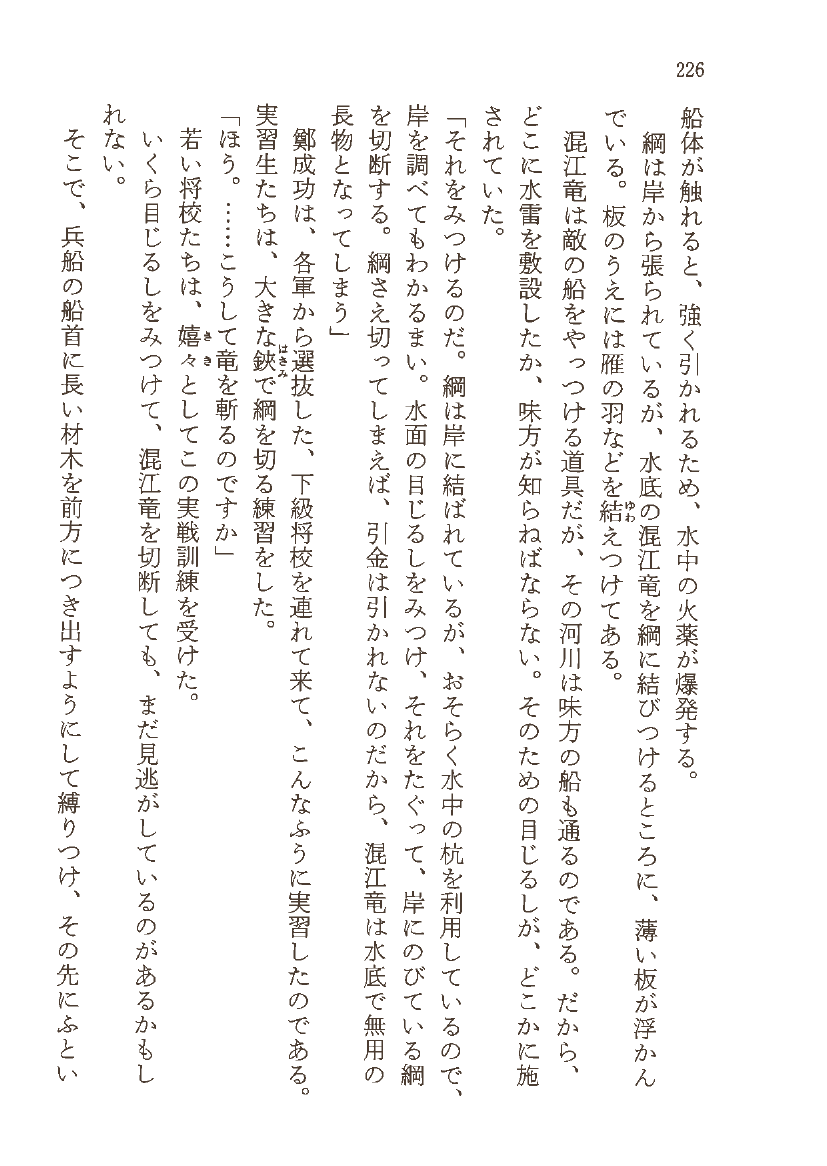 226
船体が触れると、強く引かれるため、水中の火薬が爆発する。
　綱は岸から張られているが、水底の混江竜を綱に結びつけるところに、薄い板が浮かん
でいる。板のうえには雁の羽などを結えつけてある。
ゆわ
　混江竜は敵の船をやっつける道具だが、その河川は味方の船も通るのである。だから、
どこに水雷を敷設したか、味方が知らねばならない。そのための目じるしが、どこかに施
されていた。
「それをみつけるのだ。綱は岸に結ばれているが、おそらく水中の杭を利用しているので、
岸を調べてもわかるまい。水面の目じるしをみつけ、それをたぐって、岸にのびている綱
を切断する。綱さえ切ってしまえば、引金は引かれないのだから、混江竜は水底で無用の
長物となってしまう」
　鄭成功は、各軍から選抜した、下級将校を連れて来て、こんなふうに実習したのである。
実習生たちは、大きな鋏で綱を切る練習をした。
はさみ
「ほう。……こうして竜を斬るのですか」
　若い将校たちは、嬉々としてこの実戦訓練を受けた。
きき
　いくら目じるしをみつけて、混江竜を切断しても、まだ見逃がしているのがあるかもし
れない。
　そこで、兵船の船首に長い材木を前方につき出すようにして縛りつけ、その先にふとい